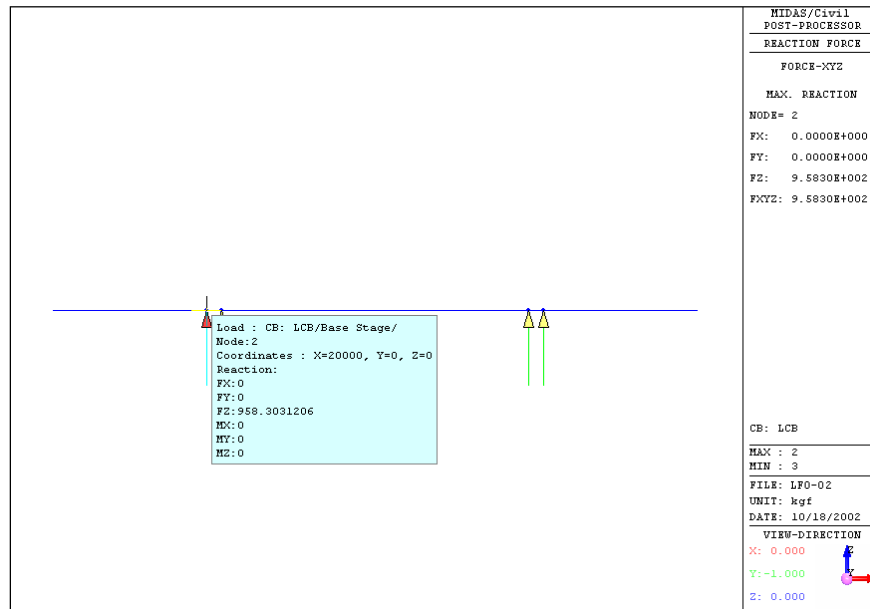 MIDAS/Civil
POST-PROCESSOR
REACTION FORCE
FORCE-XYZ
MAX. REACTION
NODE= 2
FX: 0.0000E+000
FY: 0.0000E+000
FZ: 9.5830E+002
FXYZ: 9.5830E+002
Load : CB: LCB/Base Stage/
Node:2
Coordinates : X=20000, Y=0, Z=0
Reaction:
FX:0
FY:0
FZ:958.3031206
MX:0
MY:0
MZ:0
CB: LCB
MAX : 2
MIN : 3
FILE: LFO-02
UNIT: kgf
DATE: 10/18/2002
VIEW-DIRECTION
X: 0.000
Y:-1.000
Z: 0.000
Z